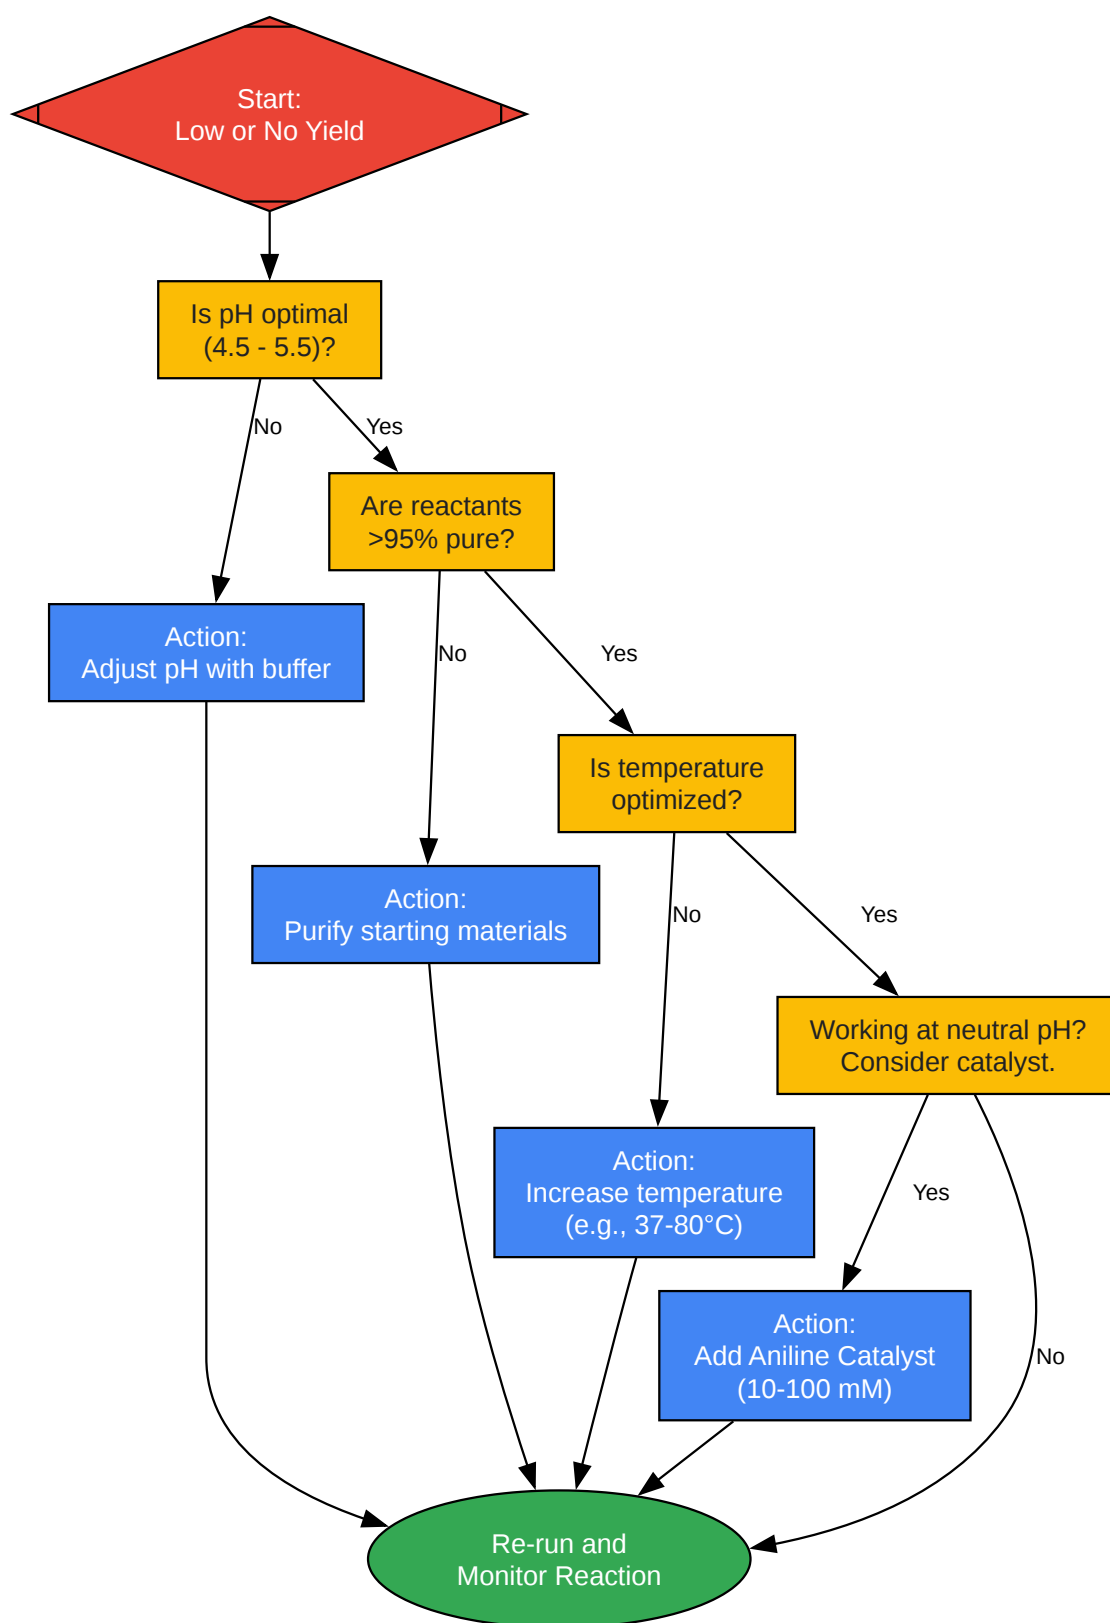 Start:
Low or No Yield
Is pH optimal
(4.5 - 5.5)?
No
Yes
Are reactants
>95% pure?
Action:
Adjust pH with buffer
No
Yes
Is temperature
optimized?
Action:
Purify starting materials
No
Yes
Working at neutral pH?
Consider catalyst.
Action:
Increase temperature
(e.g., 37-80°C)
Yes
Action:
Add Aniline Catalyst
(10-100 mM)
No
Re-run and
Monitor Reaction